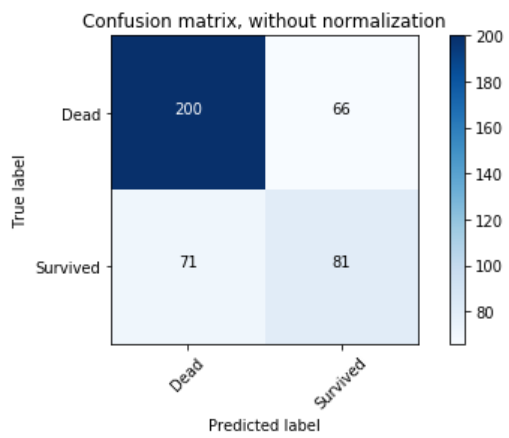 Confusion matrix, without normalization
200
Dead
200
66
180
160
True label
140
120
Survived
71
81
100
80
Dead
Survived
Predicted label